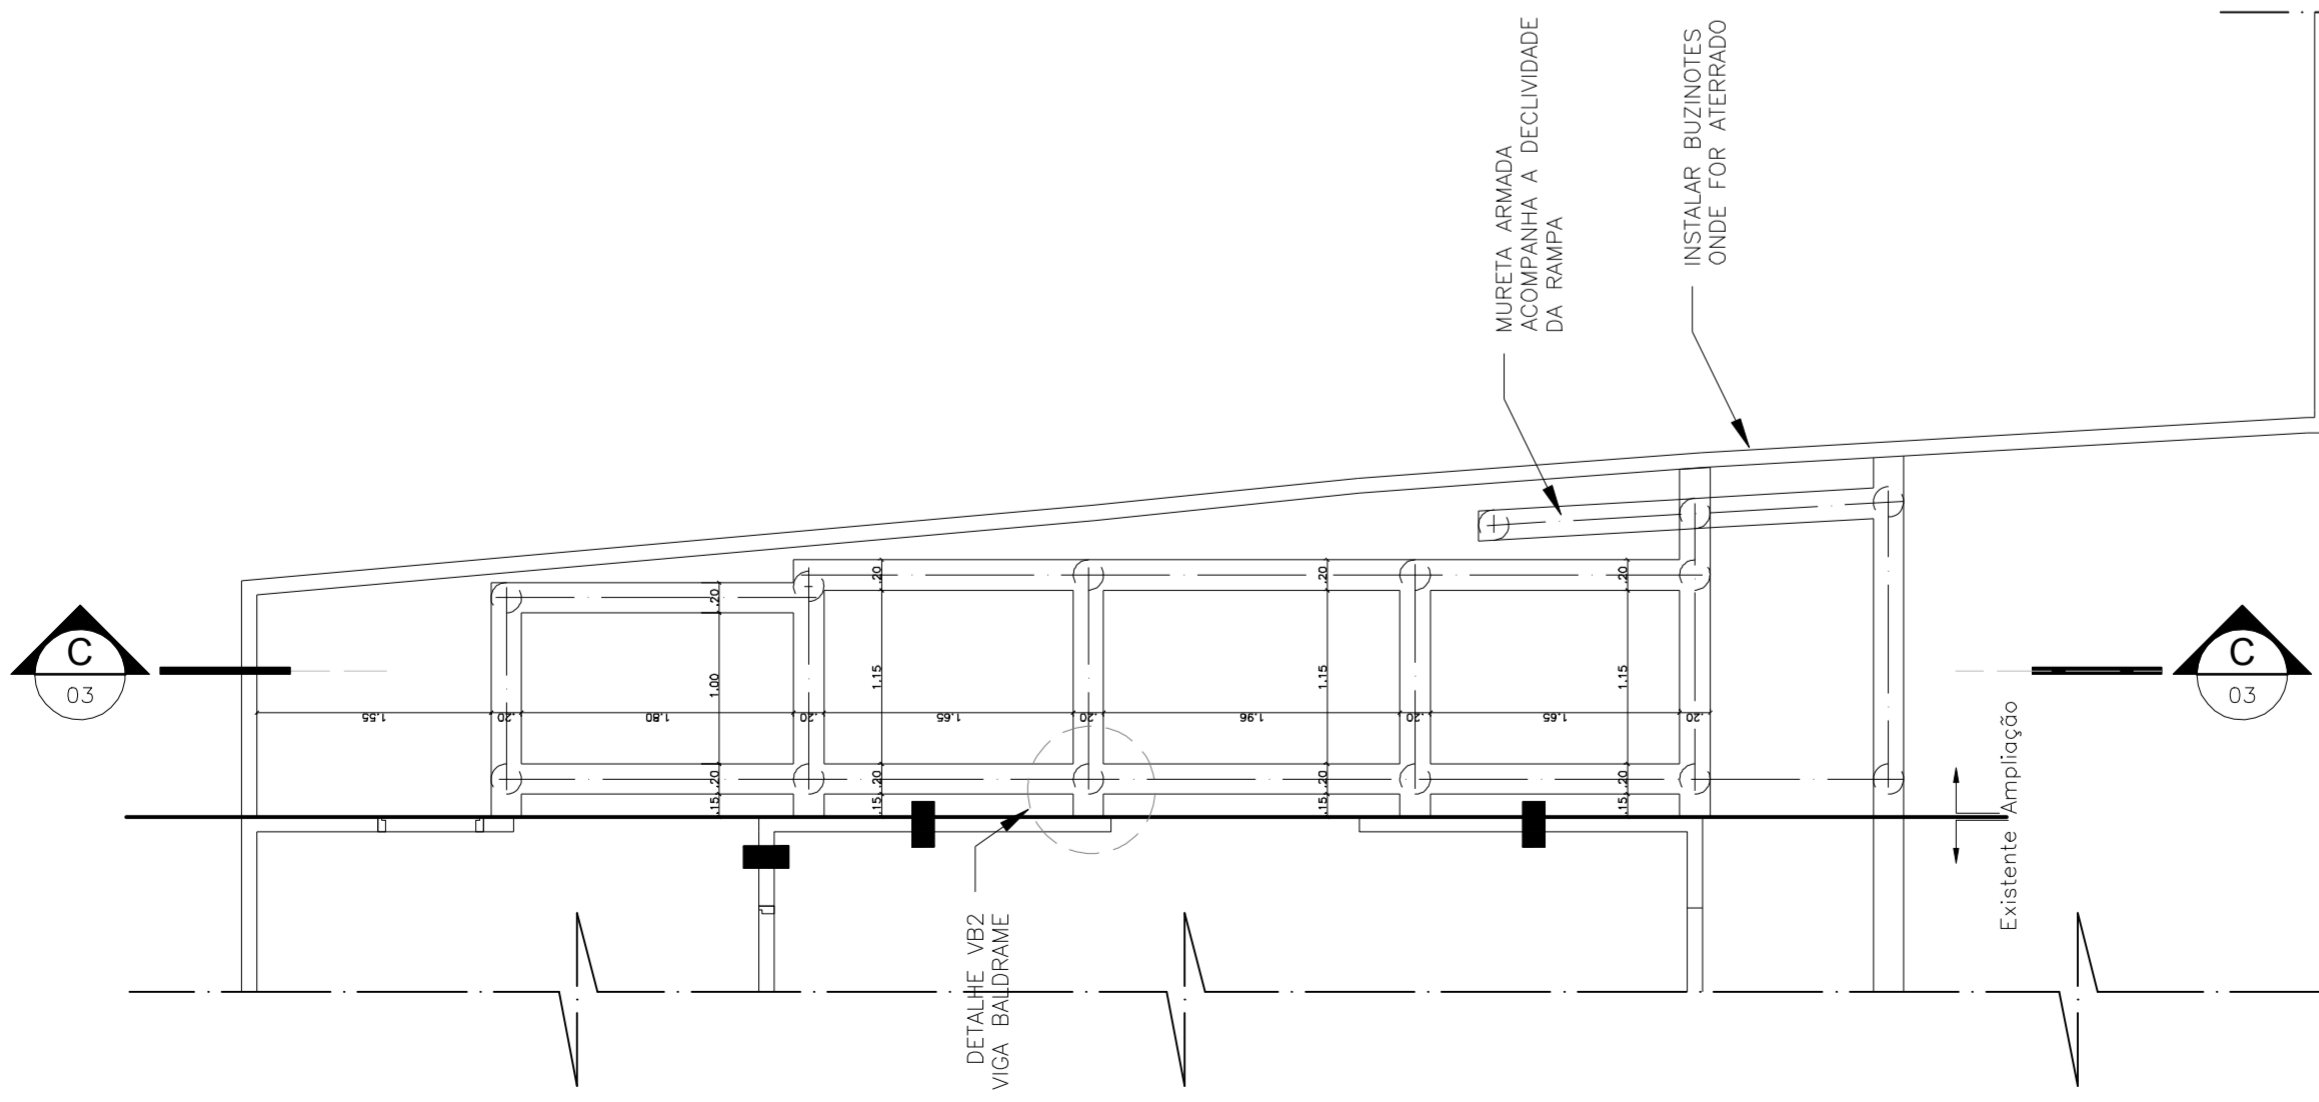 MURETA ARMADA
ACOMPANHA A DECLIVIDADE
DA RAMPA
INSTALAR BUZINOTES
ONDE FOR ATERRADO
C
03
C
03
.20
.20
.20
.20
1.00
1.15
1.15
1.15
1.55
.20
1.80
.20
1.65
.20
1.96
.20
1.65
.20
.20
.20
.20
.20
.15
.15
.15
.15
Existente
Ampliação
DETALHE VB2
VIGA BALDRAME